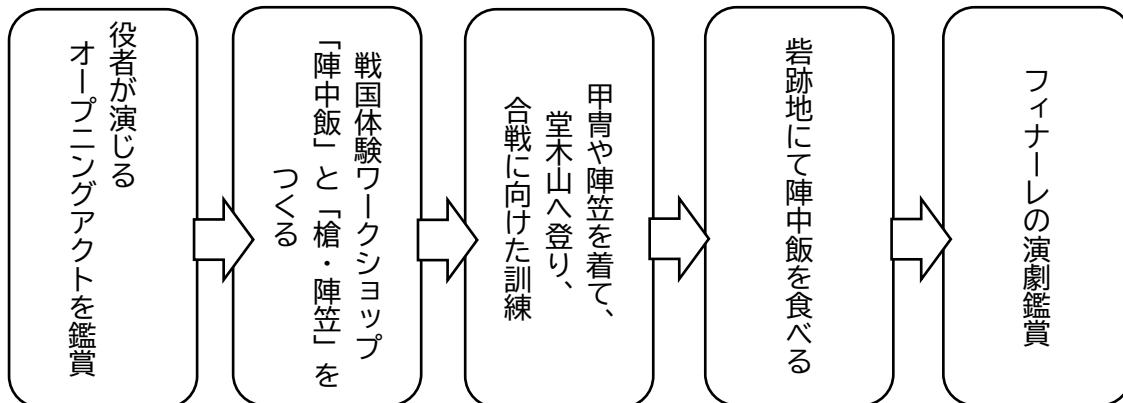 役者が演じる
オープニングアクトを鑑賞
戦国体験ワークショップ
「陣中飯」と「槍・陣笠」を
つくる
甲冑や陣笠を着て、
堂木山へ登り、
合戦に向けた訓練
砦跡地にて陣中飯を食べる
フィナーレの演劇鑑賞